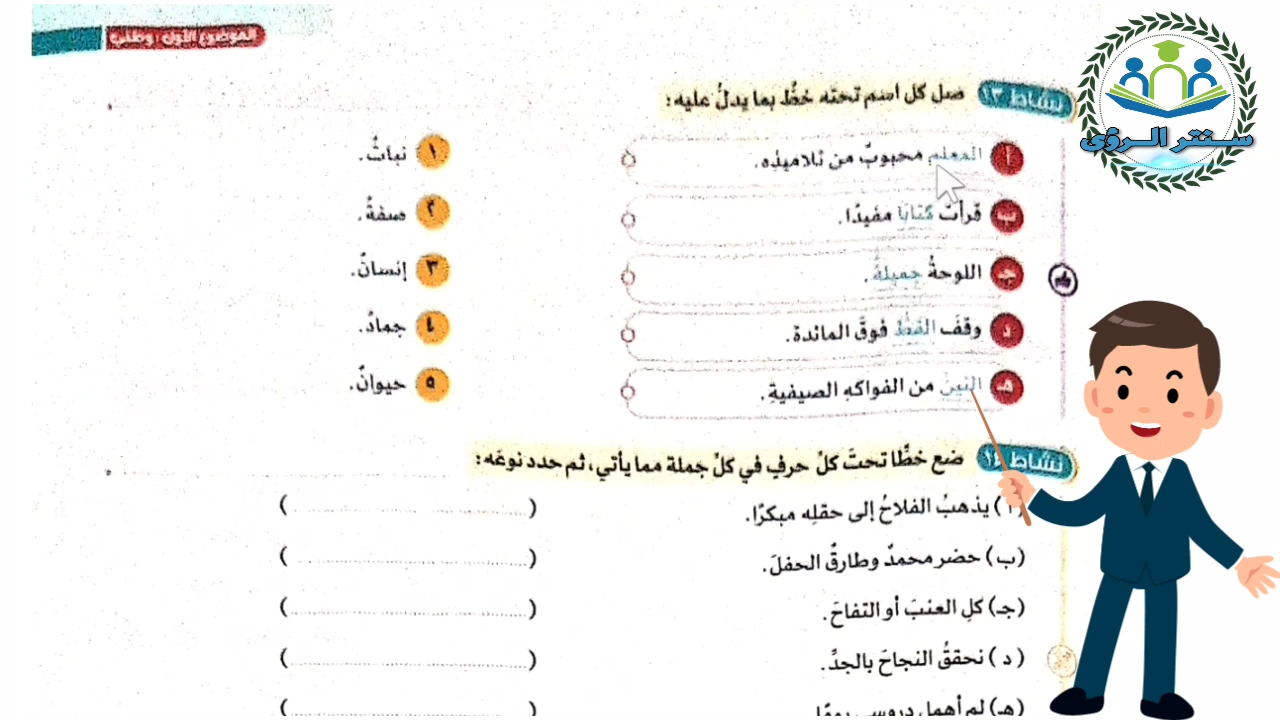 الموضوع الأول: وطني
سنتر الرؤى
نشاط ١٣ صل كل اسم تحته خطٌّ بما يدلُّ عليه:
أ المعلم محبوبٌ من تلاميذِه. ١ نباتٌ.
ب قرأتُ كتابًا مفيدًا. ٢ صفةٌ.
جـ اللوحةُ جميلةٌ. ٣ إنسانٌ.
د وقفَ القطُّ فوقَ المائدة. ٤ جمادٌ.
هـ التينُ من الفواكهِ الصيفيةِ. ٥ حيوانٌ.
نشاط ضع خطًّا تحتَ كلِّ حرفٍ في كلِّ جملة مما يأتي، ثم حدد نوعَه:
(أ) يذهبُ الفلاحُ إلى حقلِه مبكرًا. (..............................)
(ب) حضر محمدٌ وطارقٌ الحفلَ. (..............................)
(جـ) كلِ العنبَ أو التفاحَ. (..............................)
(د) نحققُ النجاحَ بالجدِّ. (..............................)
(هـ) لم أهمل دروسي يومًا (..............................)